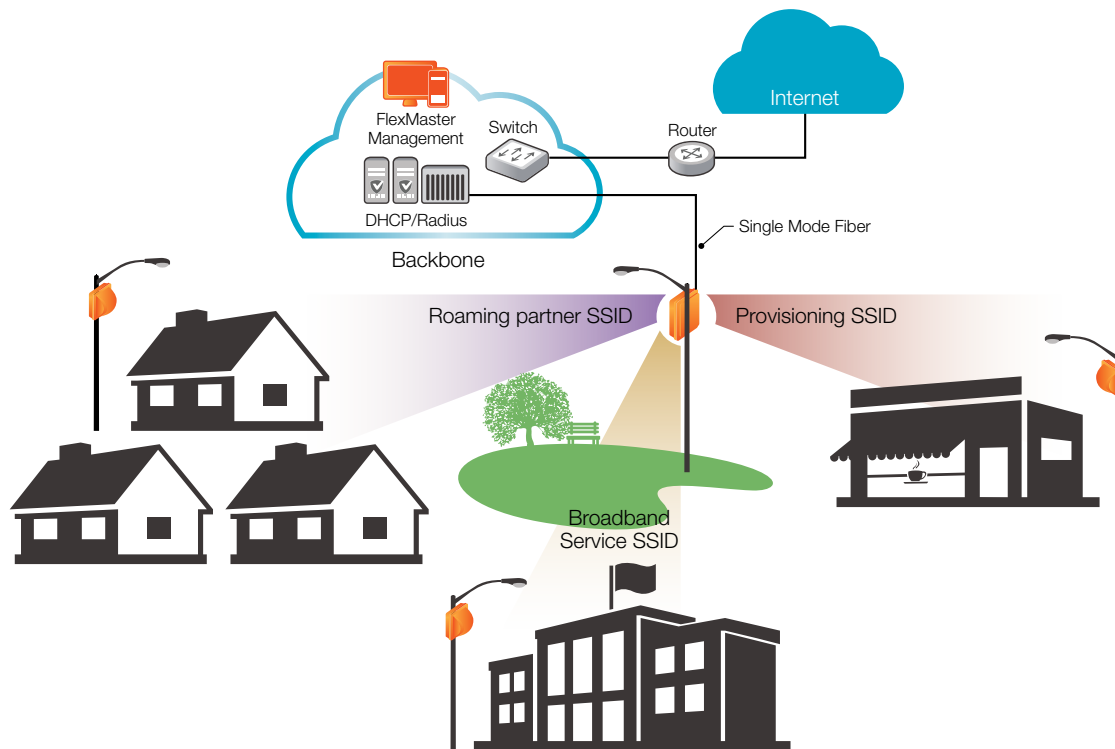 Internet
FlexMaster
Management
Switch
Router
DHCP/Radius
Single Mode Fiber
Backbone
Roaming partner SSID
Provisioning SSID
Broadband
Service SSID